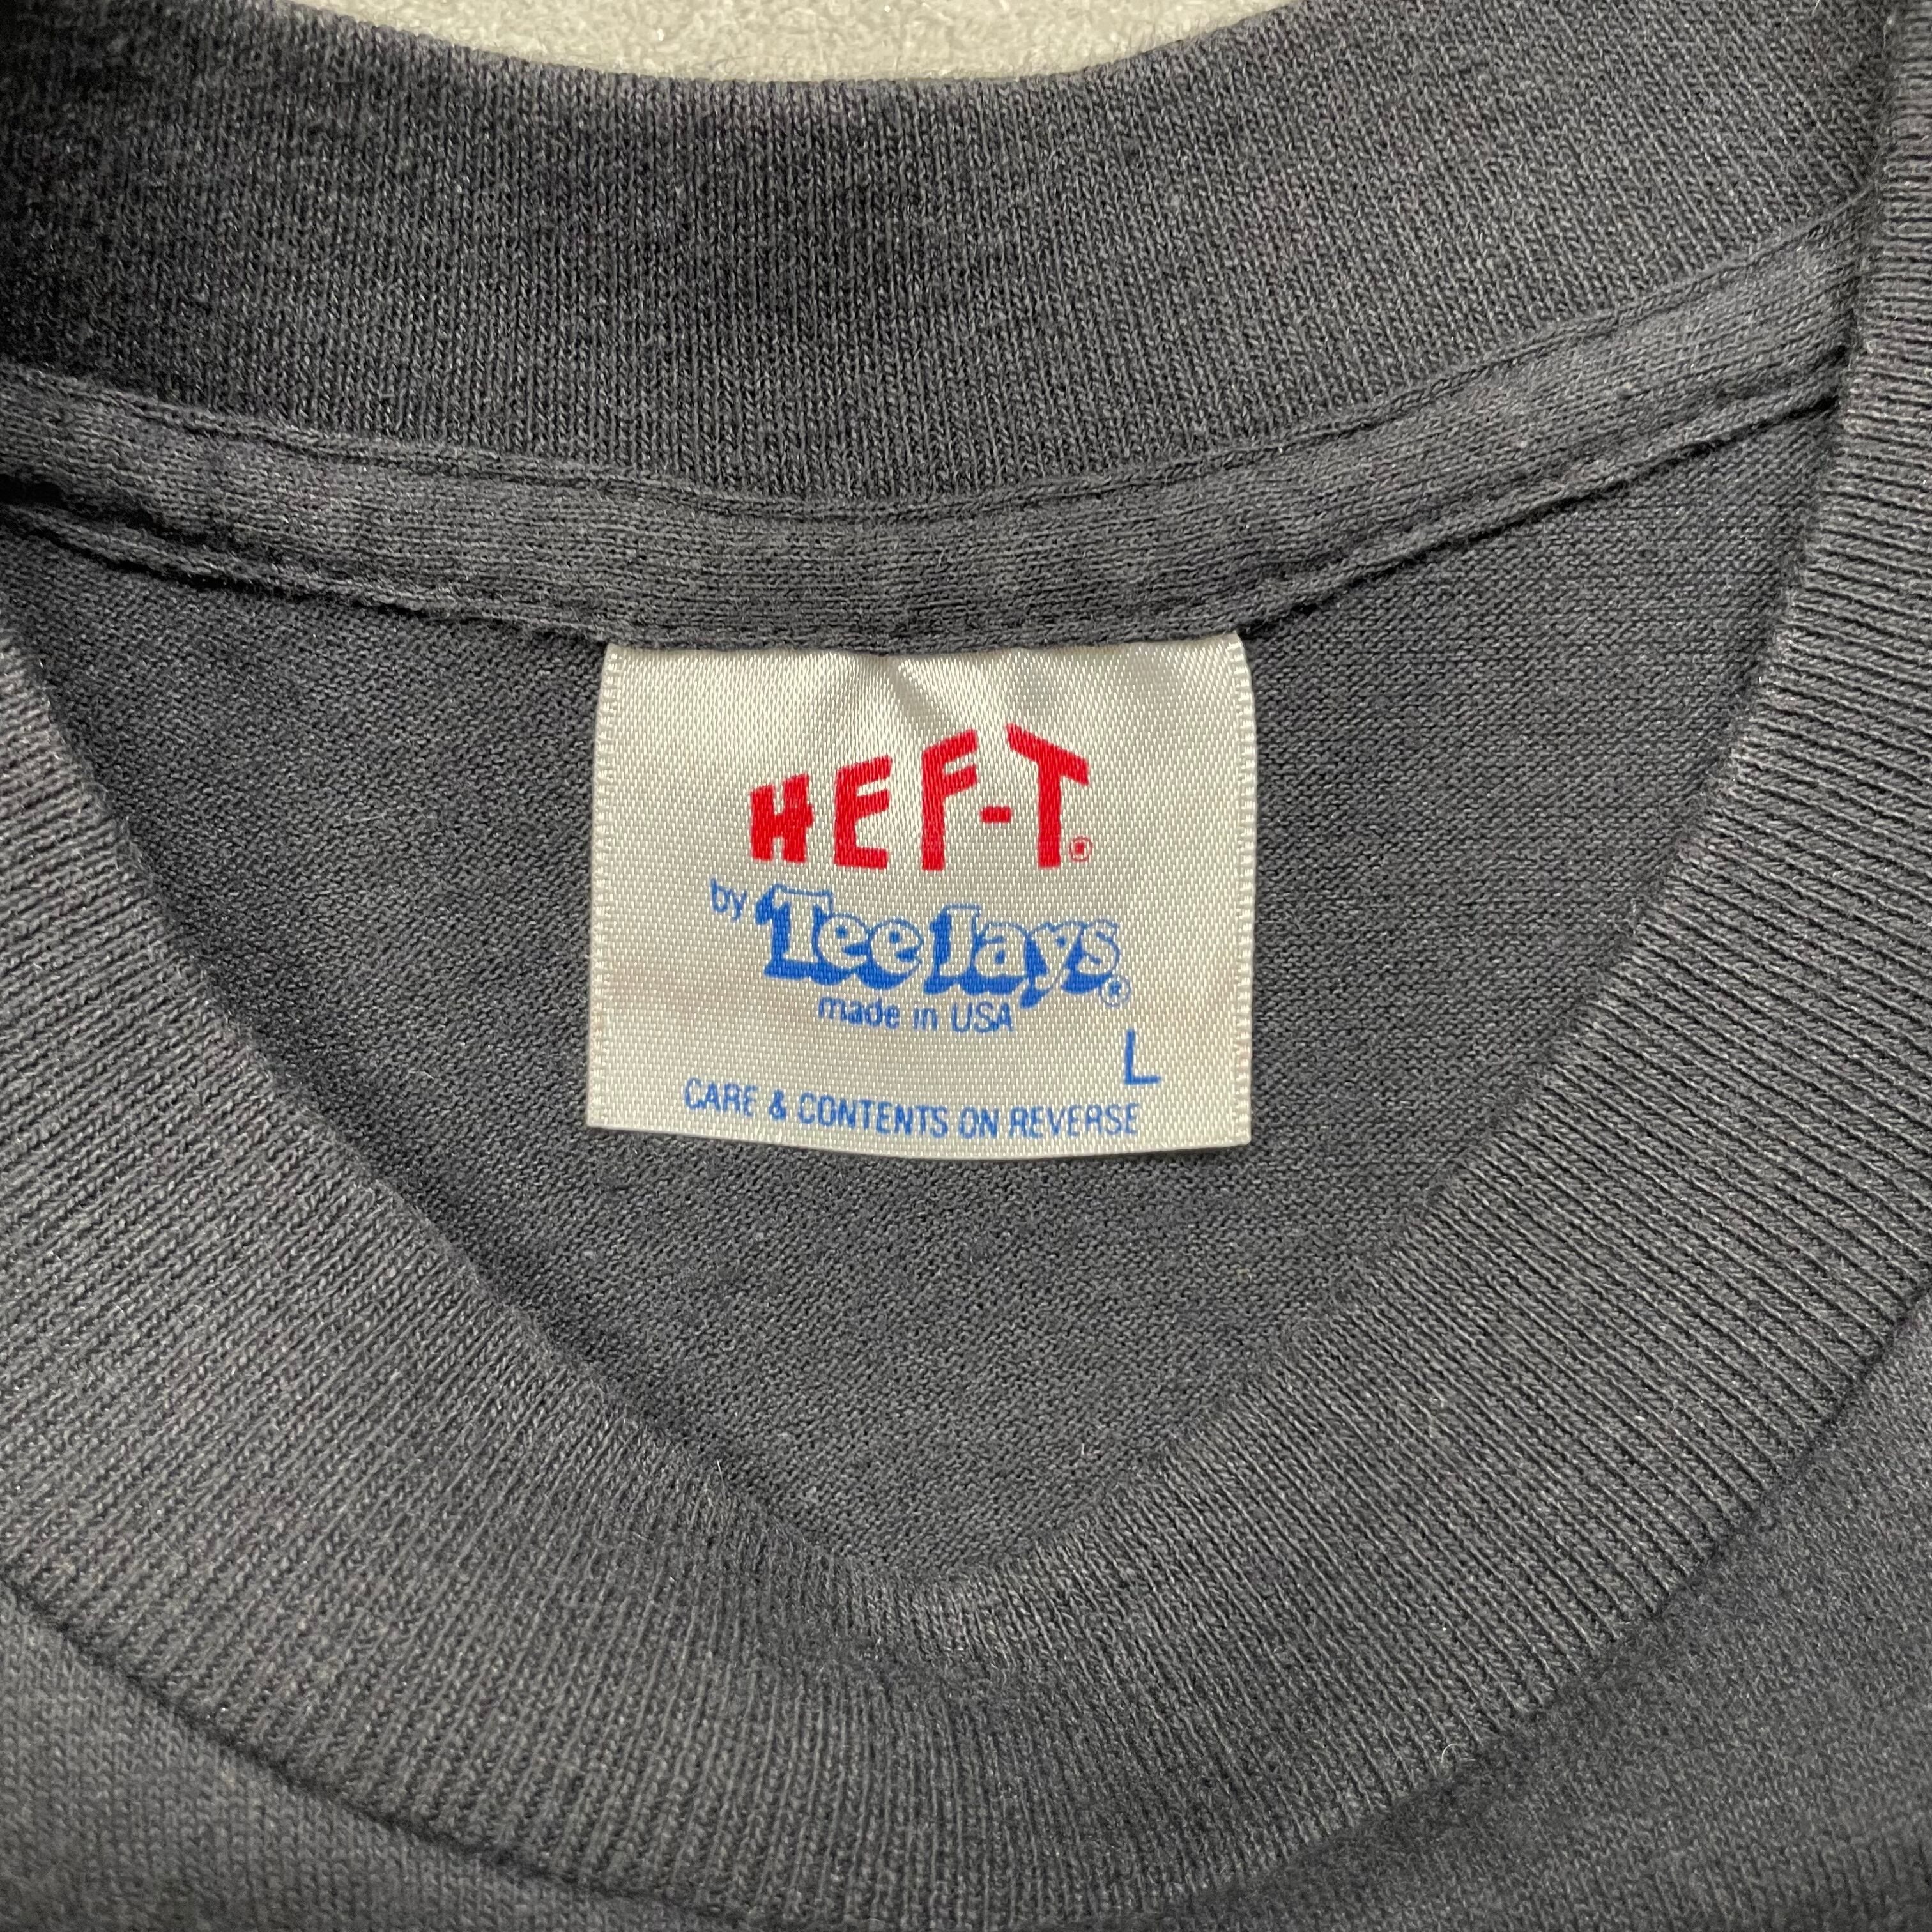 HEF-T®
by Tee Jays®
made in USA
L
CARE & CONTENTS ON REVERSE